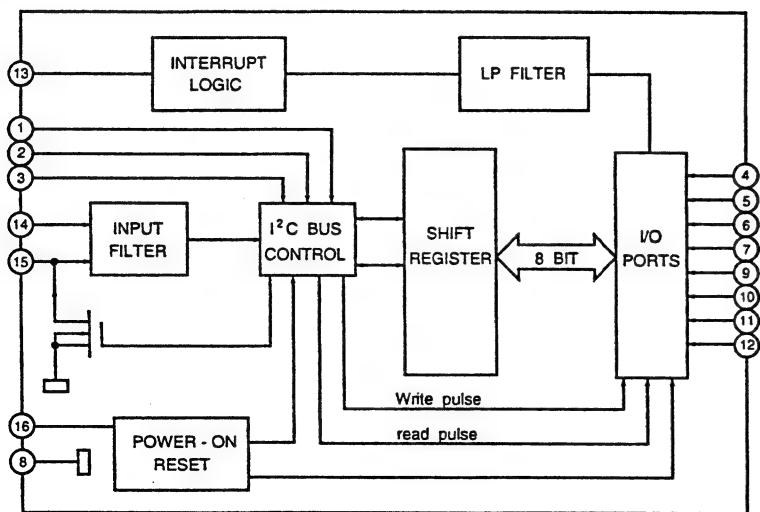 13
INTERRUPT
LOGIC
LP FILTER
1
2
3
4
5
6
7
9
10
11
12
14
15
INPUT
FILTER
I²C BUS
CONTROL
SHIFT
REGISTER
8 BIT
I/O
PORTS
Write pulse
read pulse
16
8
POWER - ON
RESET